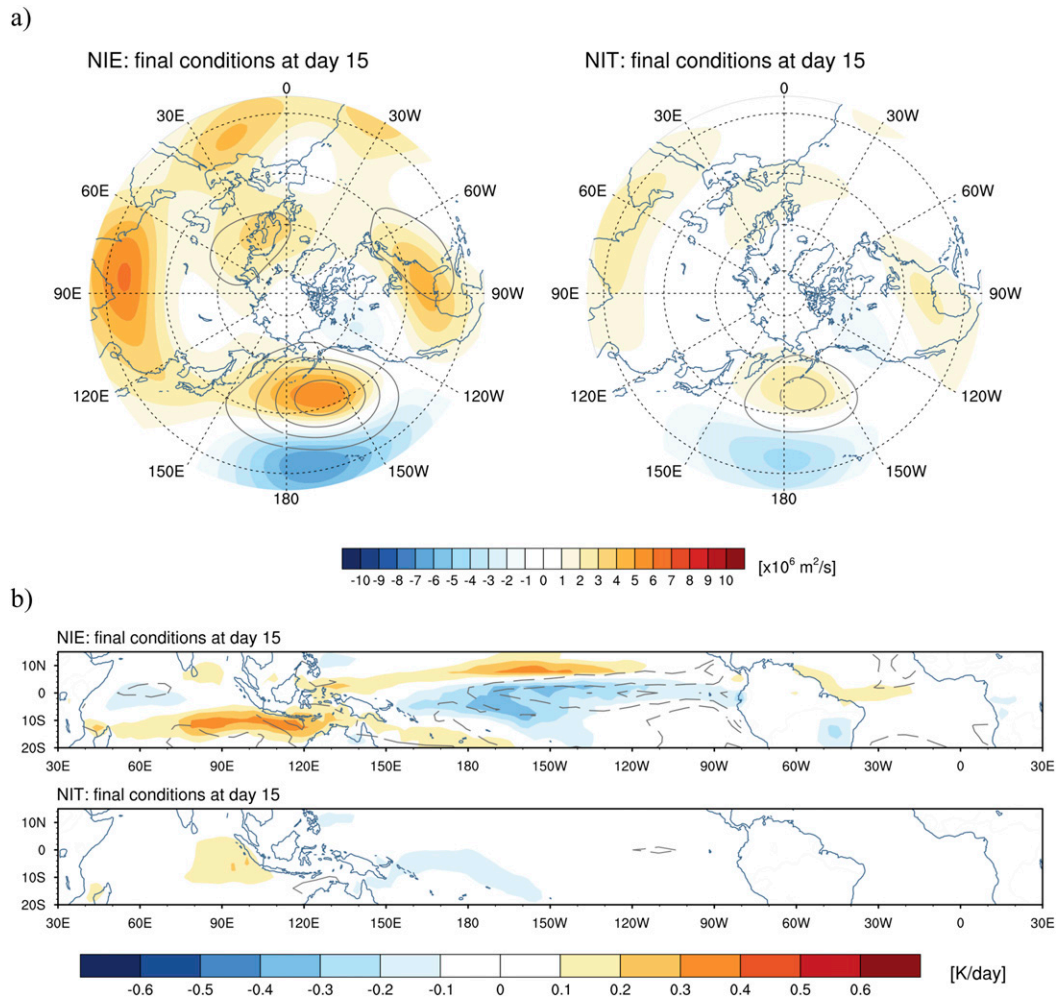 a)
NIE: final conditions at day 15
NIT: final conditions at day 15
0
30E
30W
60E
60W
90E
90W
120E
120W
150E
150W
180
0
30E
30W
60E
60W
90E
90W
120E
120W
150E
150W
180
-10 -9 -8 -7 -6 -5 -4 -3 -2 -1 0 1 2 3 4 5 6 7 8 9 10
[x10⁶ m²/s]
b)
NIE: final conditions at day 15
10N
0
10S
20S
30E 60E 90E 120E 150E 180 150W 120W 90W 60W 30W 0 30E
NIT: final conditions at day 15
10N
0
10S
20S
30E 60E 90E 120E 150E 180 150W 120W 90W 60W 30W 0 30E
-0.6 -0.5 -0.4 -0.3 -0.2 -0.1 0 0.1 0.2 0.3 0.4 0.5 0.6
[K/day]